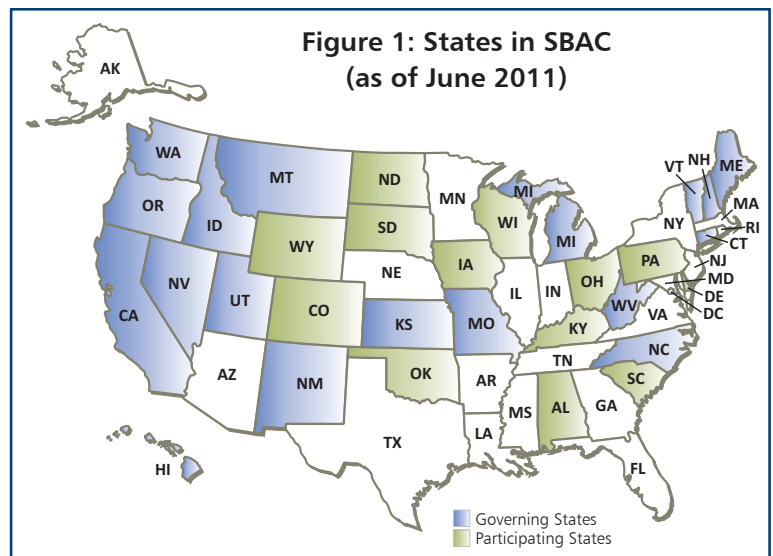 Figure 1: States in SBAC
(as of June 2011)
AK
WA
MT
ND
MN
MI
VT
NH
ME
OR
ID
SD
WI
NY
MA
RI
CT
WY
MI
NV
UT
NE
IA
PA
NJ
MD
DE
DC
CA
CO
IL
IN
OH
WV
VA
KS
MO
KY
AZ
NM
OK
AR
TN
NC
SC
MS
AL
GA
TX
LA
HI
FL
Governing States
Participating States